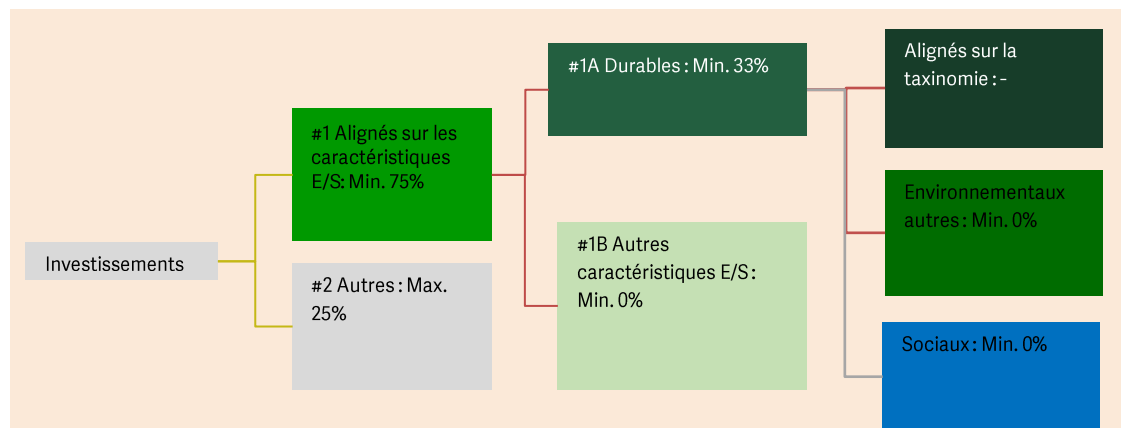 Investissements
#1 Alignés sur les
caractéristiques
E/S: Min. 75%
#2 Autres : Max.
25%
#1A Durables : Min. 33%
#1B Autres
caractéristiques E/S :
Min. 0%
Alignés sur la
taxinomie : -
Environnementaux
autres : Min. 0%
Sociaux : Min. 0%